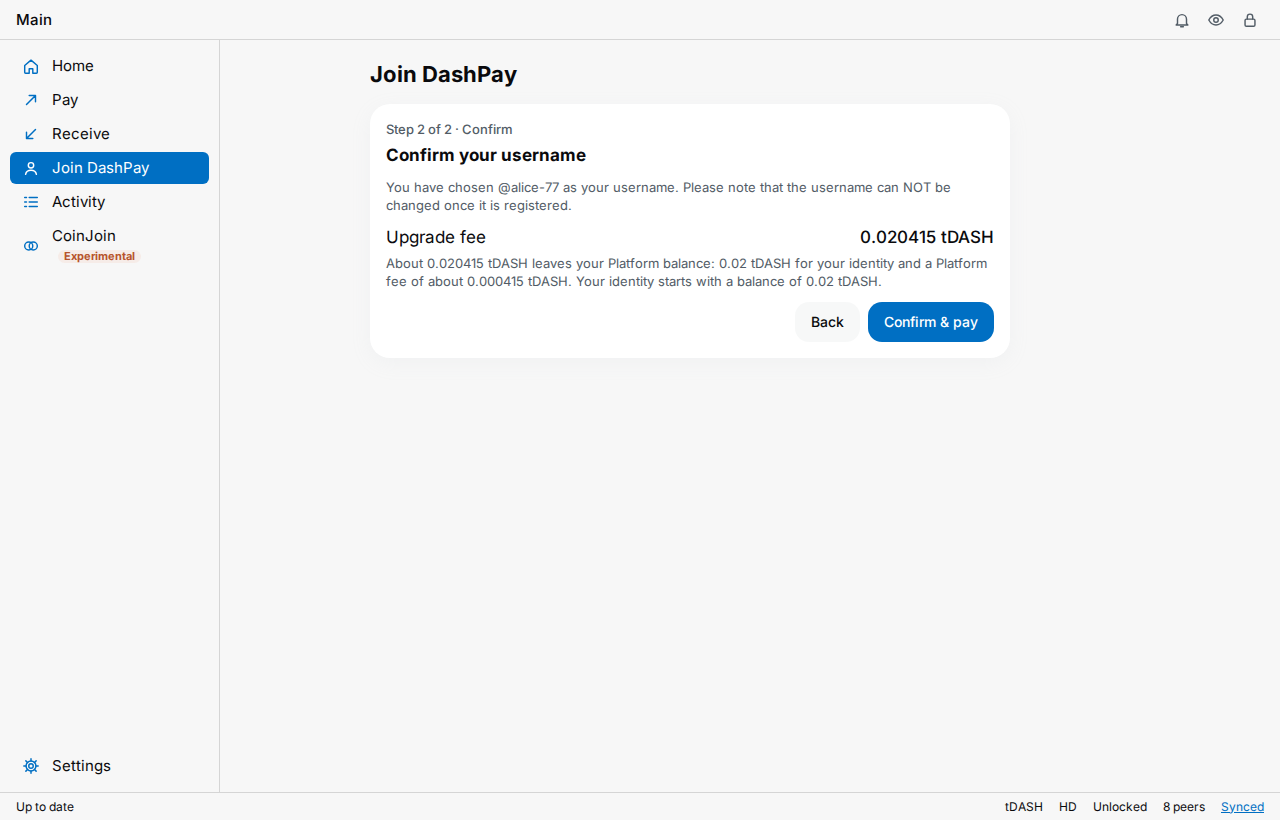 Main
Home
Pay
Receive
Join DashPay
Activity
CoinJoin
Experimental
Settings
Join DashPay
Step 2 of 2 · Confirm
Confirm your username
You have chosen @alice-77 as your username. Please note that the username can NOT be
changed once it is registered.
Upgrade fee 0.020415 tDASH
About 0.020415 tDASH leaves your Platform balance: 0.02 tDASH for your identity and a Platform
fee of about 0.000415 tDASH. Your identity starts with a balance of 0.02 tDASH.
Back Confirm & pay
Up to date tDASH HD Unlocked 8 peers Synced